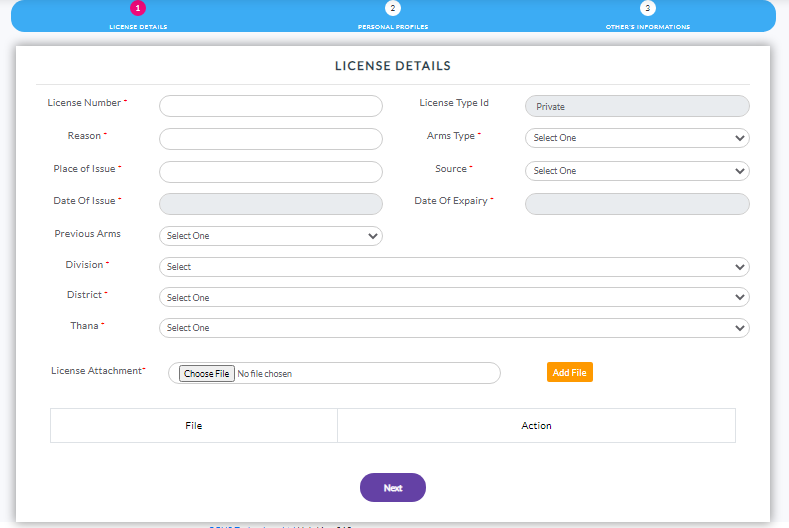 1 2 3
LICENSE DETAILS PERSONAL PROFILES OTHER'S INFORMATIONS
LICENSE DETAILS
License Number * License Type Id Private
Reason * Arms Type * Select One
Place of Issue * Source * Select One
Date Of Issue * Date Of Expairy *
Previous Arms Select One
Division * Select
District * Select One
Thana * Select One
License Attachment* Choose File No file chosen Add File
File Action
Next